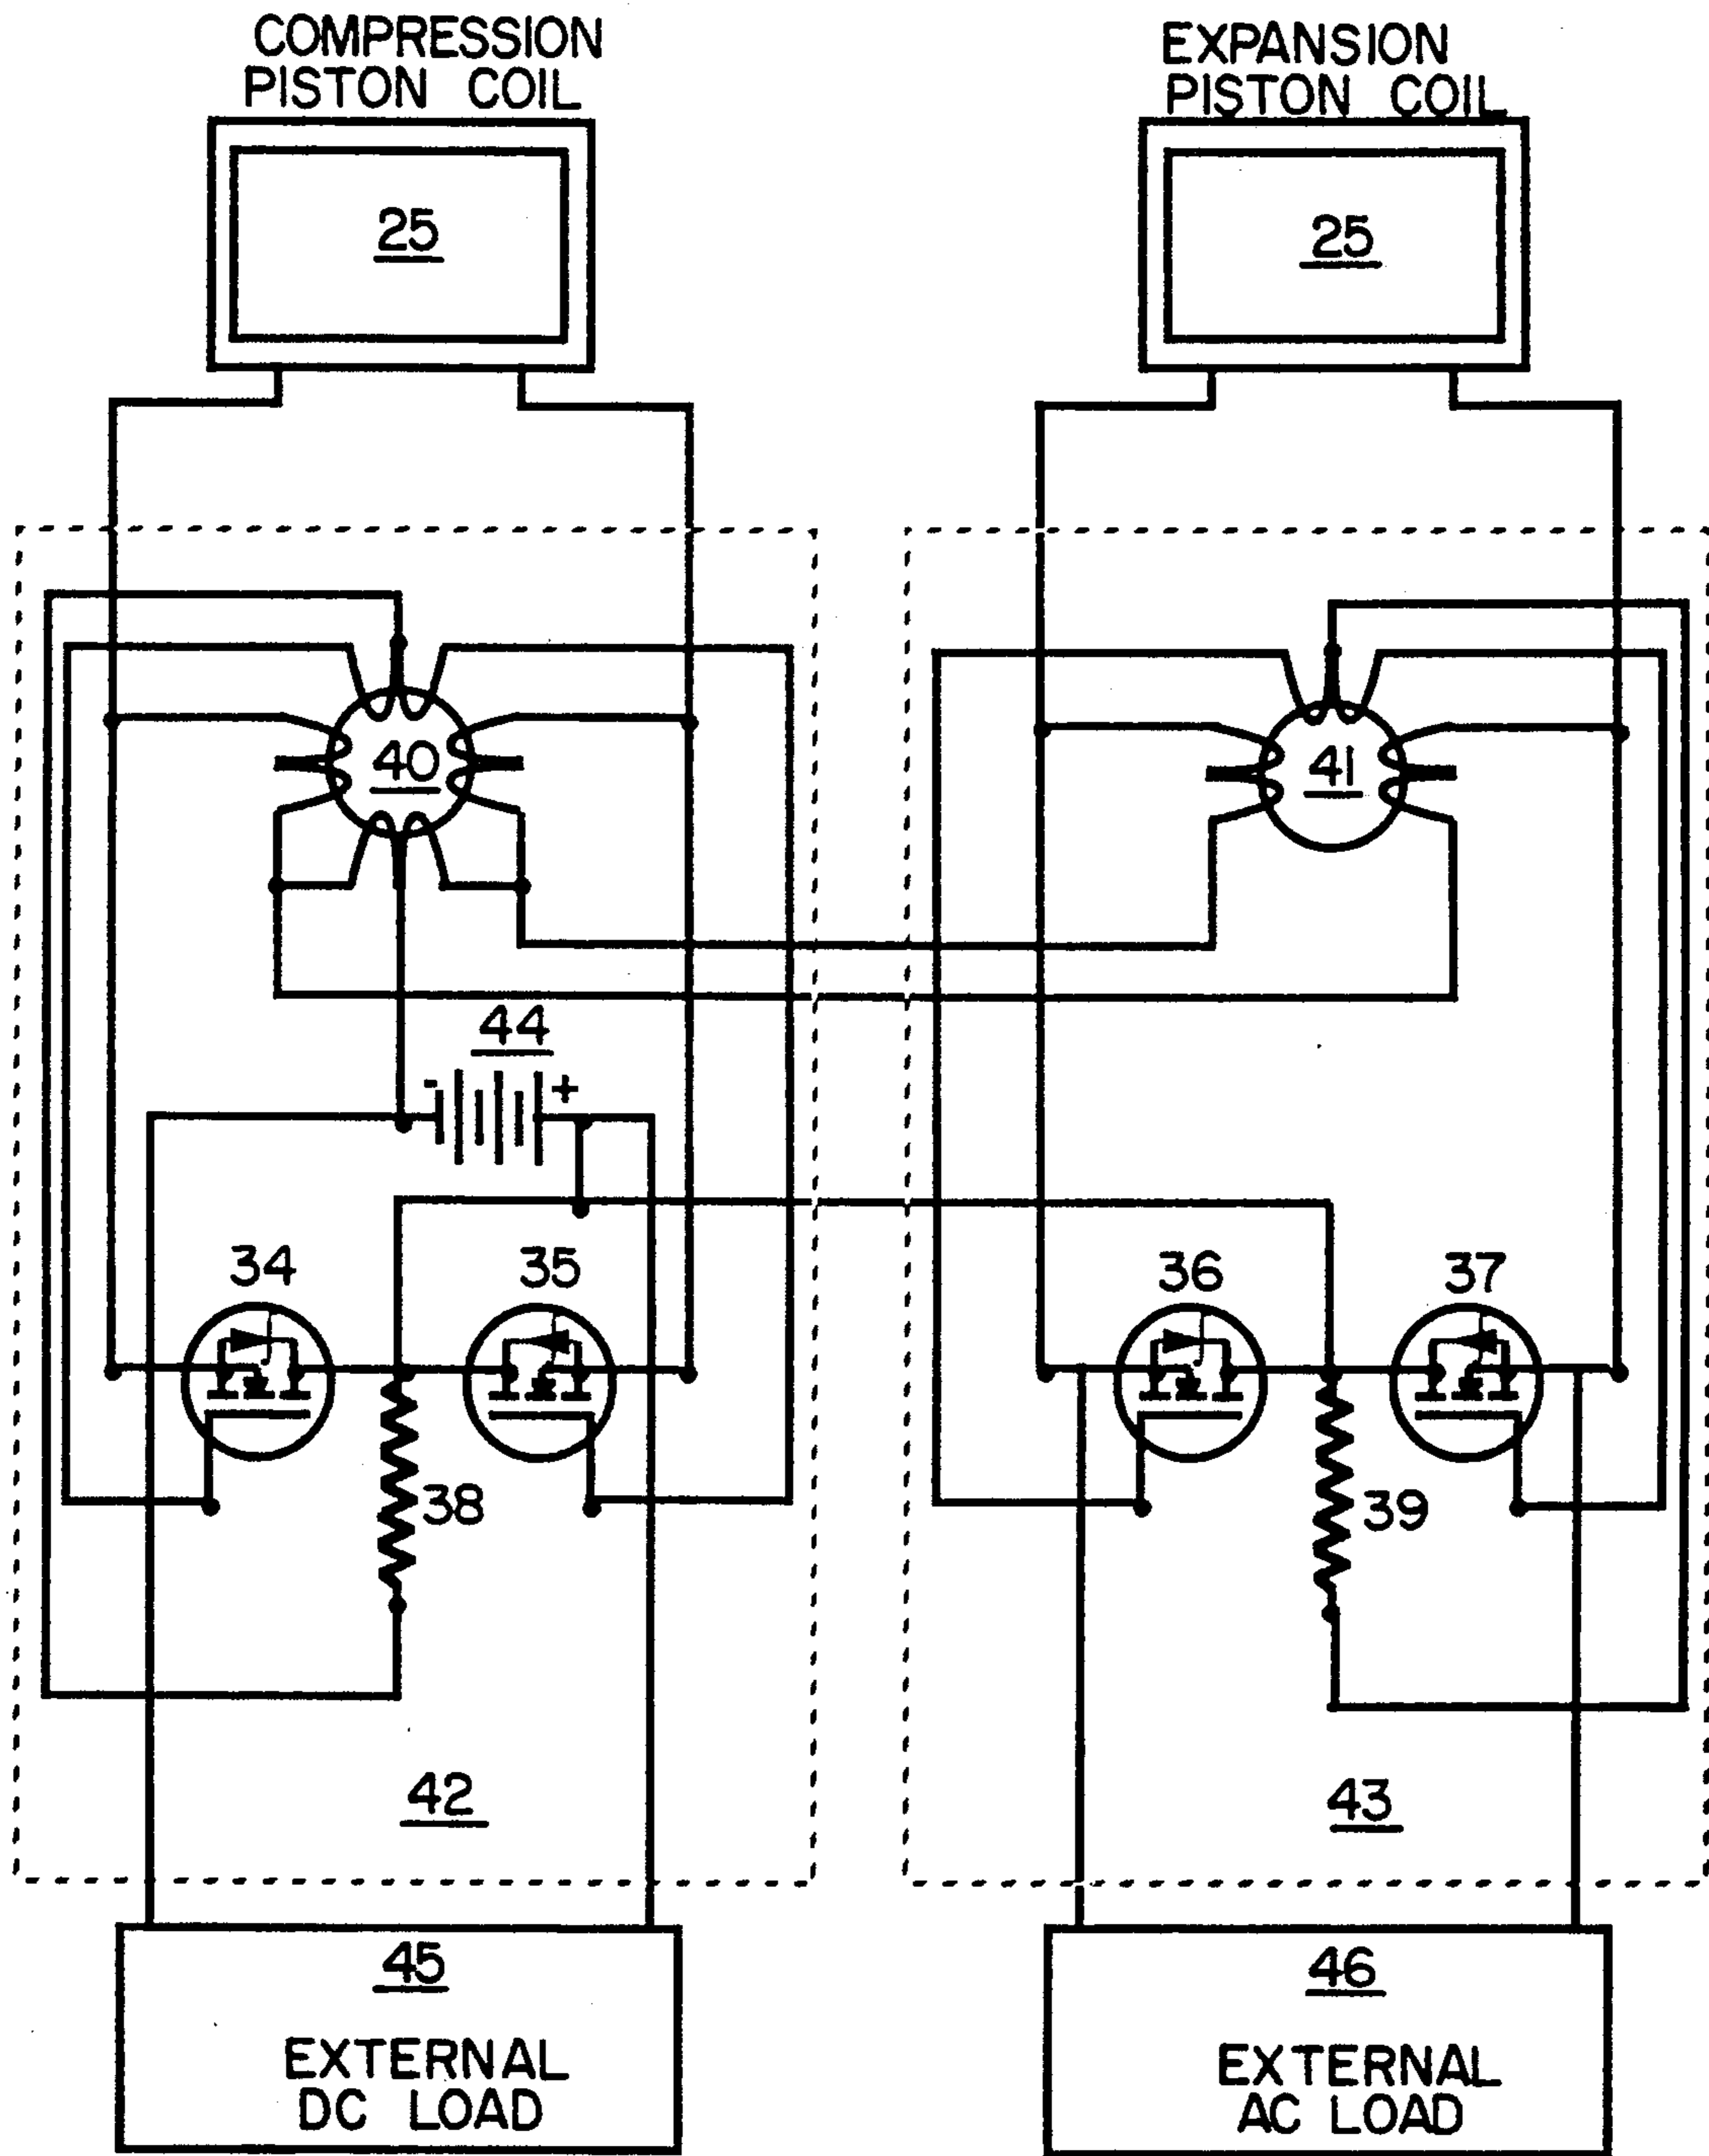 COMPRESSION
PISTON COIL
EXPANSION
PISTON COIL
25
25
40
41
44
- +
34
35
36
37
38
39
42
43
45
EXTERNAL
DC LOAD
46
EXTERNAL
AC LOAD